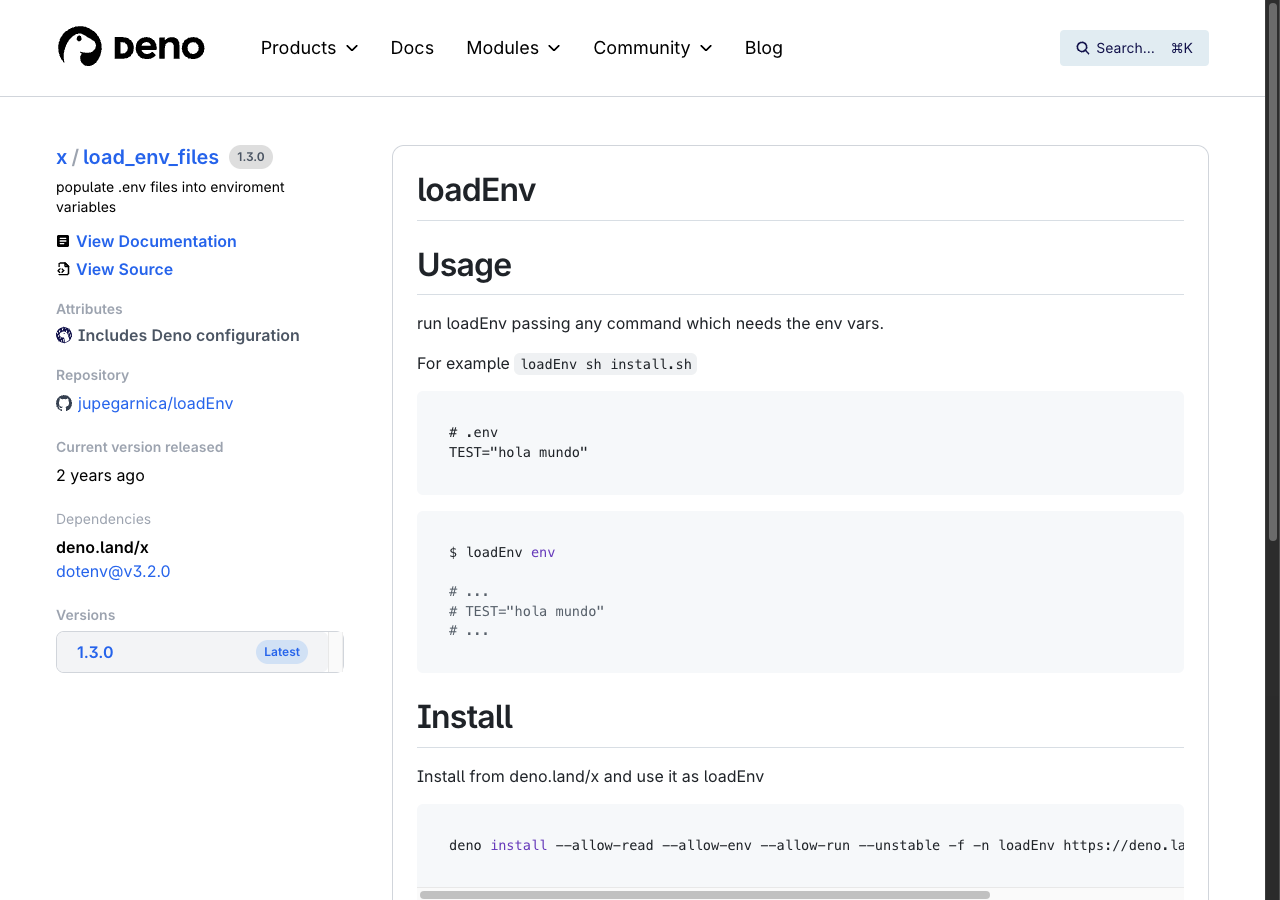 DENO
Products
Docs
Modules
Community
Blog
Search...
⌘K
x / load_env_files 1.3.0
populate .env files into enviroment
variables
View Documentation
View Source
Attributes
Includes Deno configuration
Repository
jupegarnica/loadEnv
Current version released
2 years ago
Dependencies
deno.land/x
dotenv@v3.2.0
Versions
1.3.0 Latest
loadEnv
Usage
run loadEnv passing any command which needs the env vars.
For example loadEnv sh install.sh
# .env
TEST="hola mundo"
$ loadEnv env
# ...
# TEST="hola mundo"
# ...
Install
Install from deno.land/x and use it as loadEnv
deno install --allow-read --allow-env --allow-run --unstable -f -n loadEnv https://deno.la